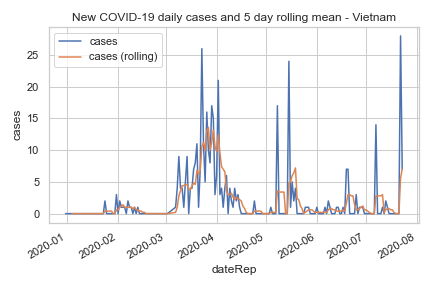 New COVID-19 daily cases and 5 day rolling mean - Vietnam
cases
cases (rolling)
25
20
15
10
5
0
cases
2020-01
2020-02
2020-03
2020-04
2020-05
2020-06
2020-07
2020-08
dateRep